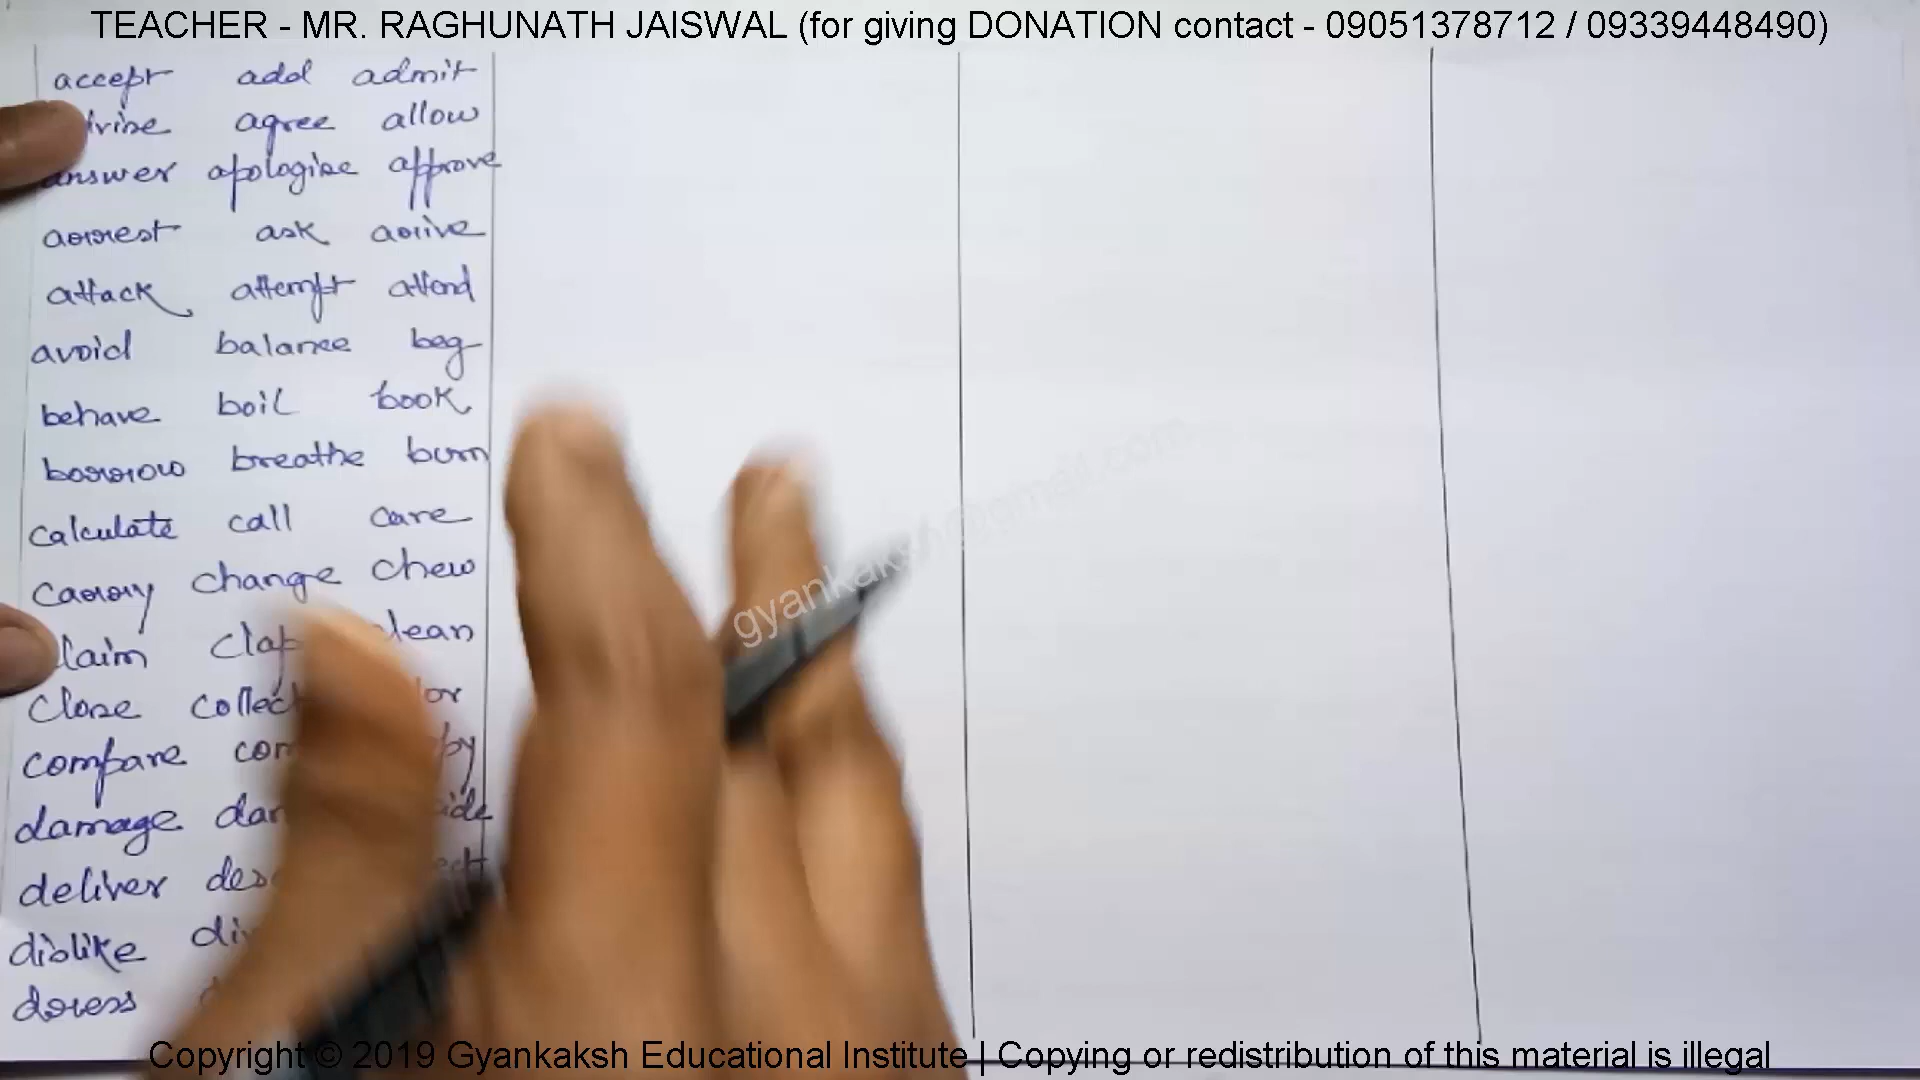 TEACHER - MR. RAGHUNATH JAISWAL (for giving DONATION contact - 09051378712 / 09339448490)
accept add admit
agree allow
answer apologise approve
arrest ask arrive
attack attempt attend
avoid balance beg
behave boil book
borrow breathe burn
calculate call care
carry change chew
claim clap clean
close collect
compare
damage
deliver
dislike
dress
gyankaksh@gmail.com
Copyright © 2019 Gyankaksh Educational Institute | Copying or redistribution of this material is illegal